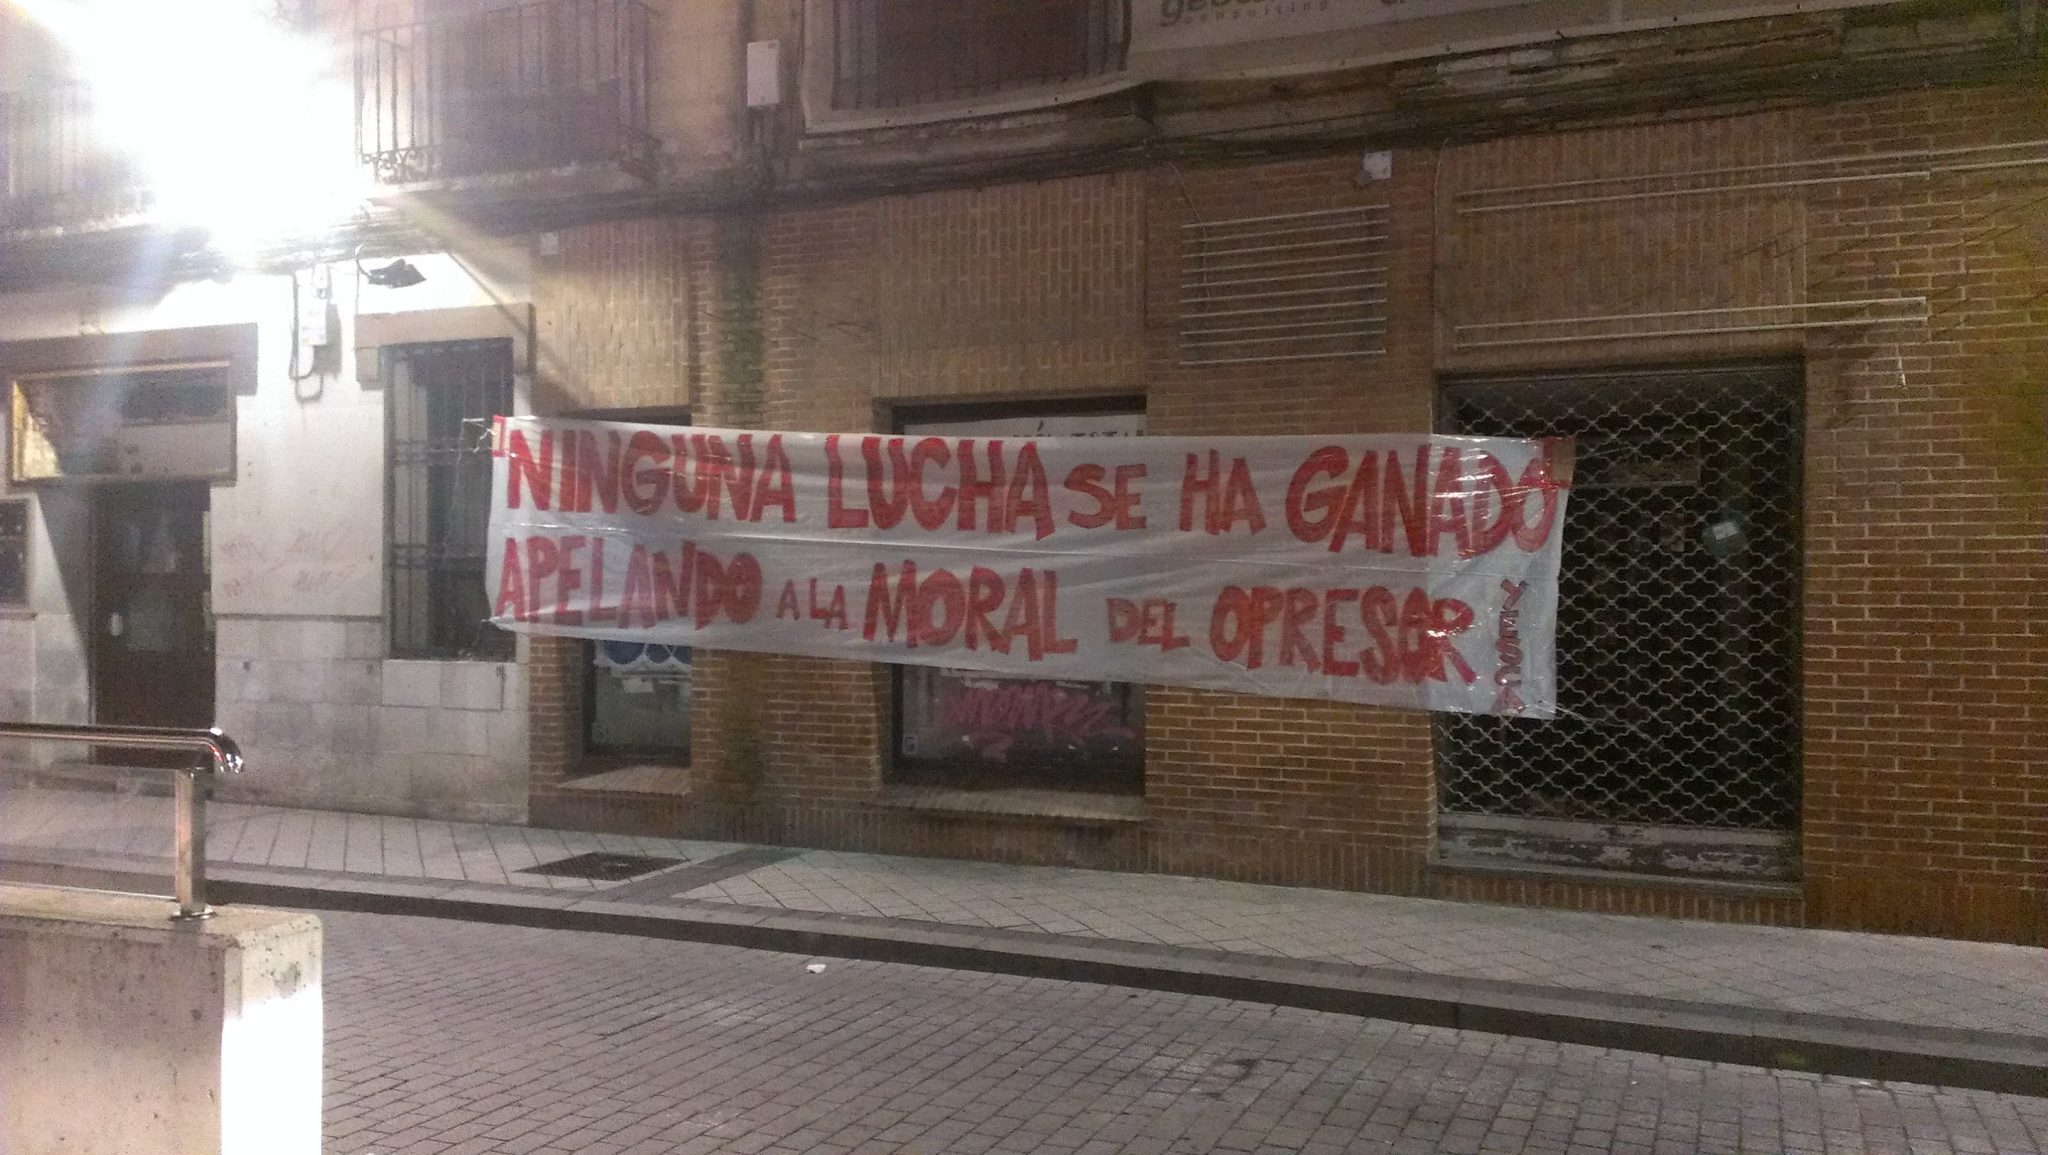 NINGUNA LUCHA SE HA GANADO
APELANDO A LA MORAL DEL OPRESOR